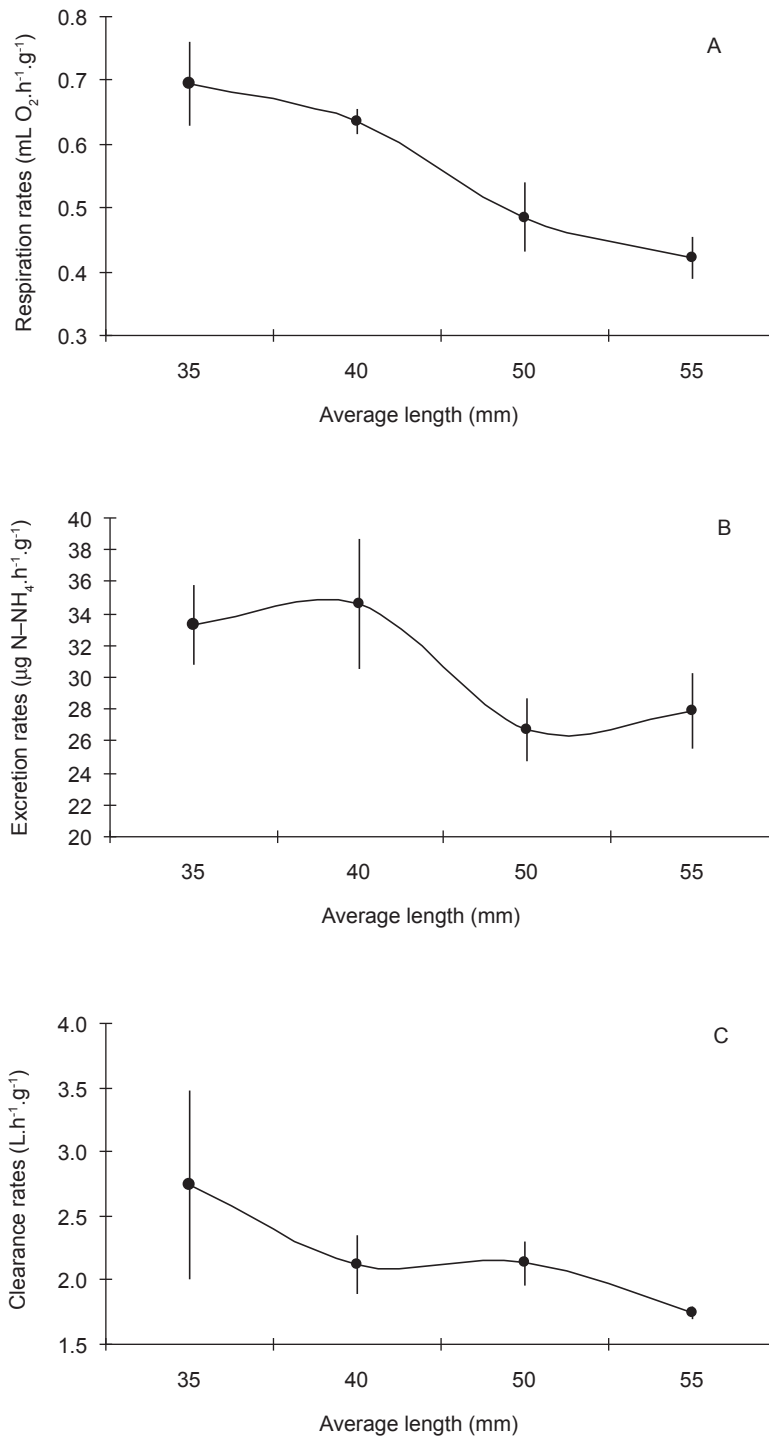 A
Respiration rates (mL O₂.h⁻¹.g⁻¹)
0.8
0.7
0.6
0.5
0.4
0.3
35 40 50 55
Average length (mm)
B
Excretion rates (µg N–NH₄.h⁻¹.g⁻¹)
40
38
36
34
32
30
28
26
24
22
20
35 40 50 55
Average length (mm)
C
Clearance rates (L.h⁻¹.g⁻¹)
4.0
3.5
3.0
2.5
2.0
1.5
35 40 50 55
Average length (mm)